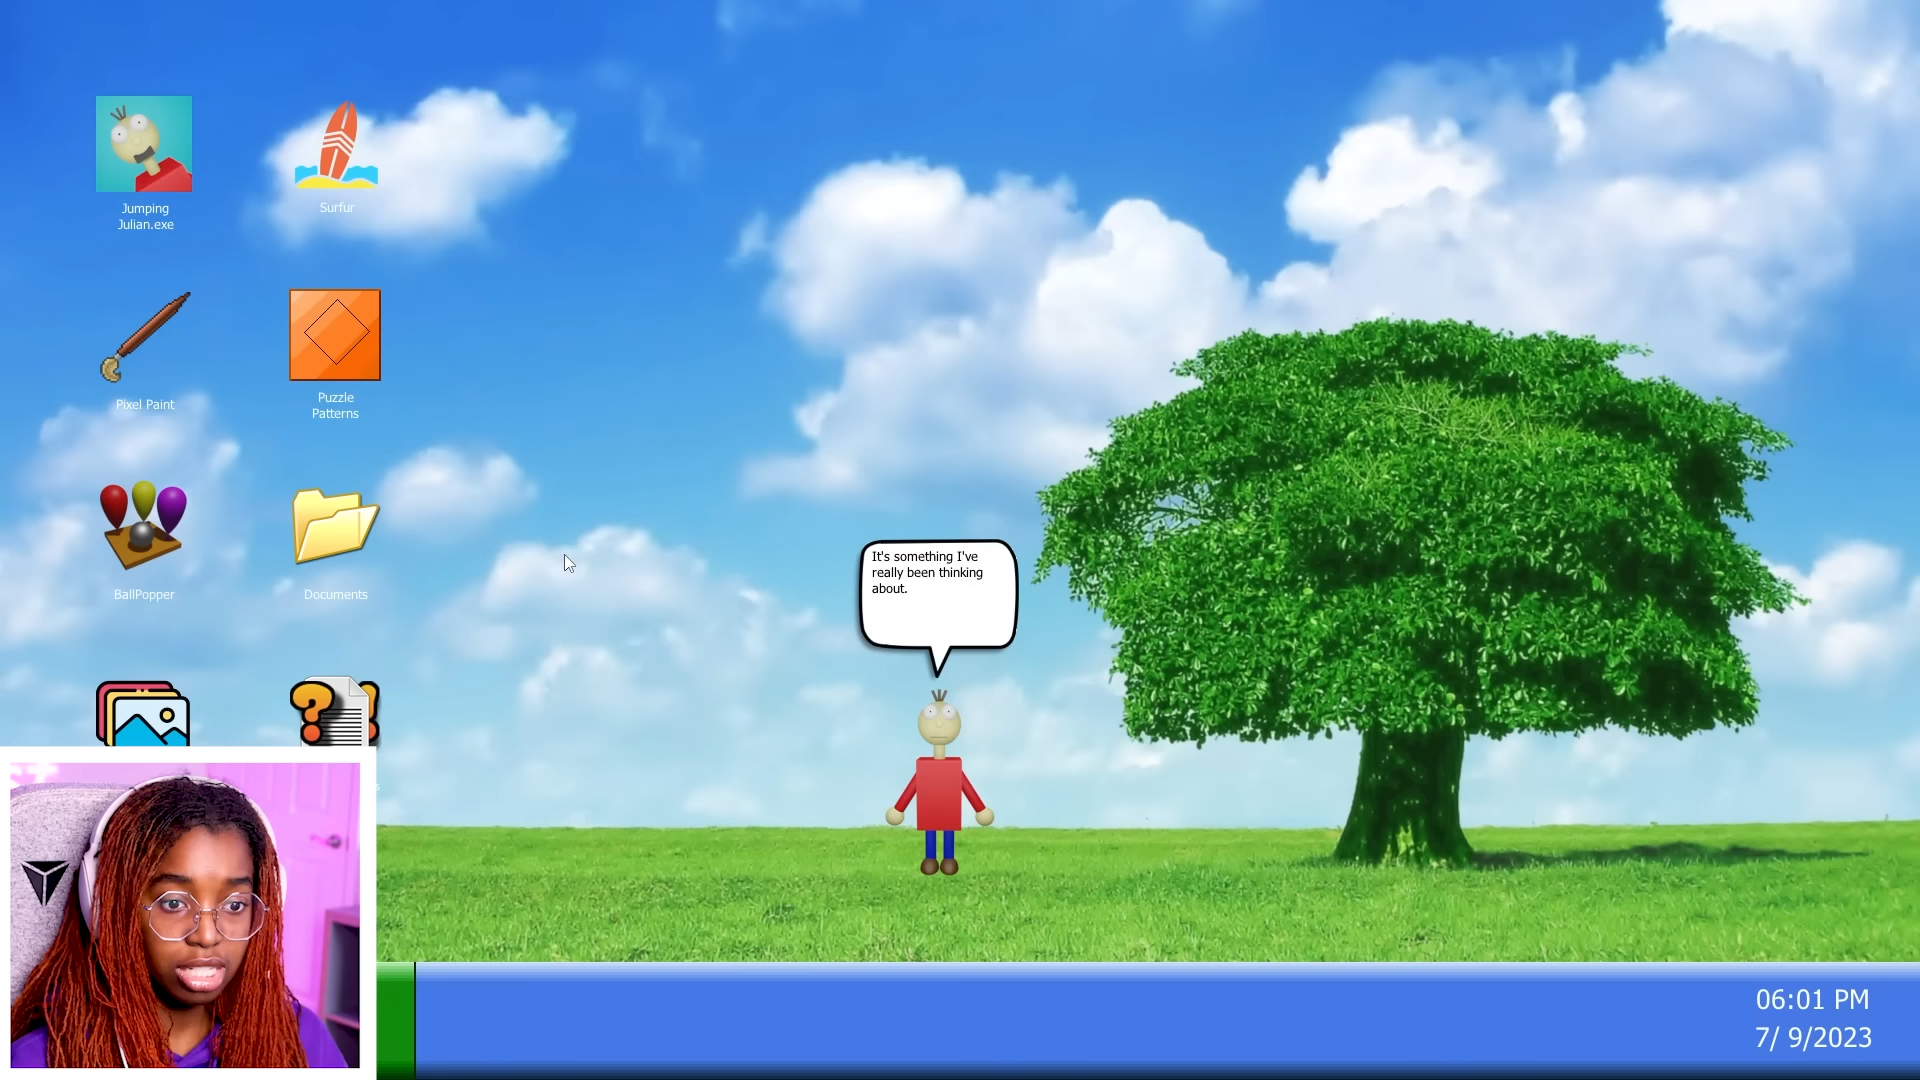 Jumping
Julian.exe
Surfur
Pixel Paint
Puzzle
Patterns
BallPopper
Documents
It's something I've
really been thinking
about.
06:01 PM
7/ 9/2023